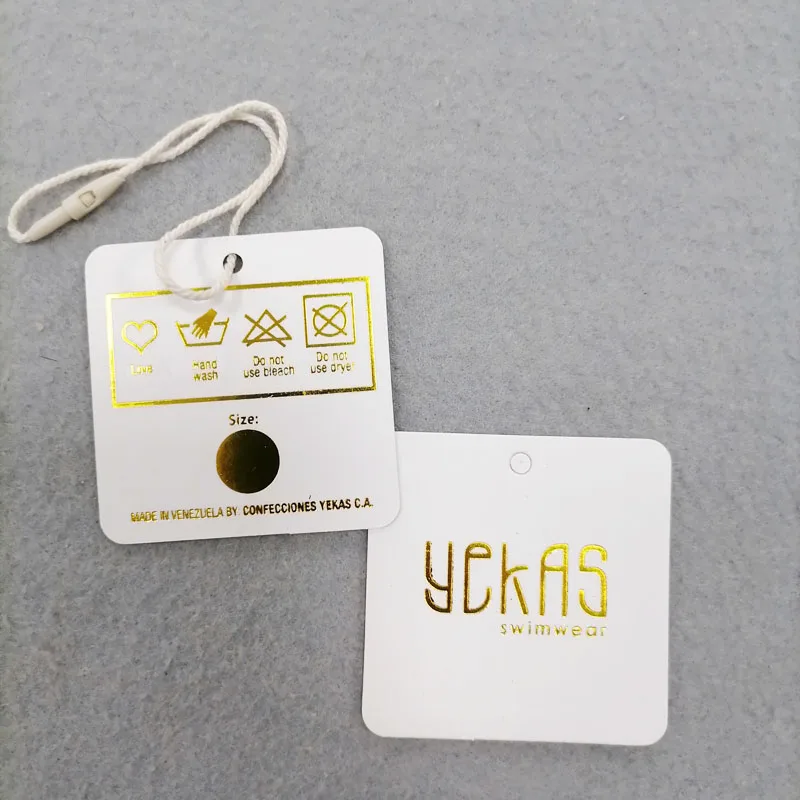 Love
Hand
wash
Do not
use bleach
Do not
use dryer
Size:
MADE IN VENEZUELA BY: CONFECCIONES YEKAS C.A.
yekAS
swimwear